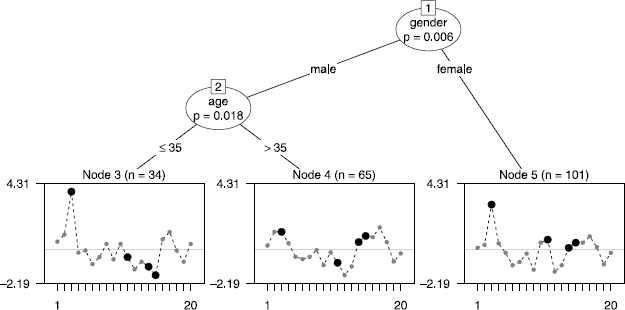 1
gender
p = 0.006
male
female
2
age
p = 0.018
≤ 35
> 35
Node 3 (n = 34)
Node 4 (n = 65)
Node 5 (n = 101)
4.31
4.31
4.31
−2.19
−2.19
−2.19
1
20
1
20
1
20